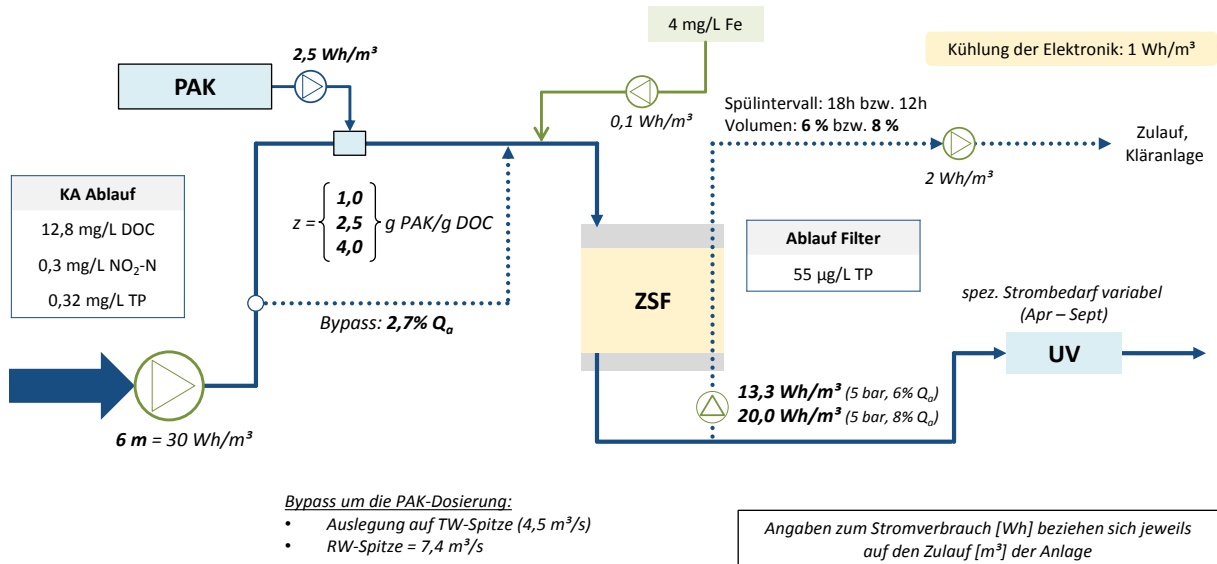 4 mg/L Fe
Kühlung der Elektronik: 1 Wh/m³
2,5 Wh/m³
PAK
0,1 Wh/m³
Spülintervall: 18h bzw. 12h
Volumen: 6 % bzw. 8 %
2 Wh/m³
Zulauf,
Kläranlage
KA Ablauf
12,8 mg/L DOC
0,3 mg/L NO₂-N
0,32 mg/L TP
z = { 1,0
2,5
4,0 } g PAK/g DOC
Bypass: 2,7% Qₐ
ZSF
Ablauf Filter
55 µg/L TP
spez. Strombedarf variabel
(Apr – Sept)
UV
13,3 Wh/m³ (5 bar, 6% Qₐ)
20,0 Wh/m³ (5 bar, 8% Qₐ)
6 m = 30 Wh/m³
Bypass um die PAK-Dosierung:
• Auslegung auf TW-Spitze (4,5 m³/s)
• RW-Spitze = 7,4 m³/s
Angaben zum Stromverbrauch [Wh] beziehen sich jeweils
auf den Zulauf [m³] der Anlage